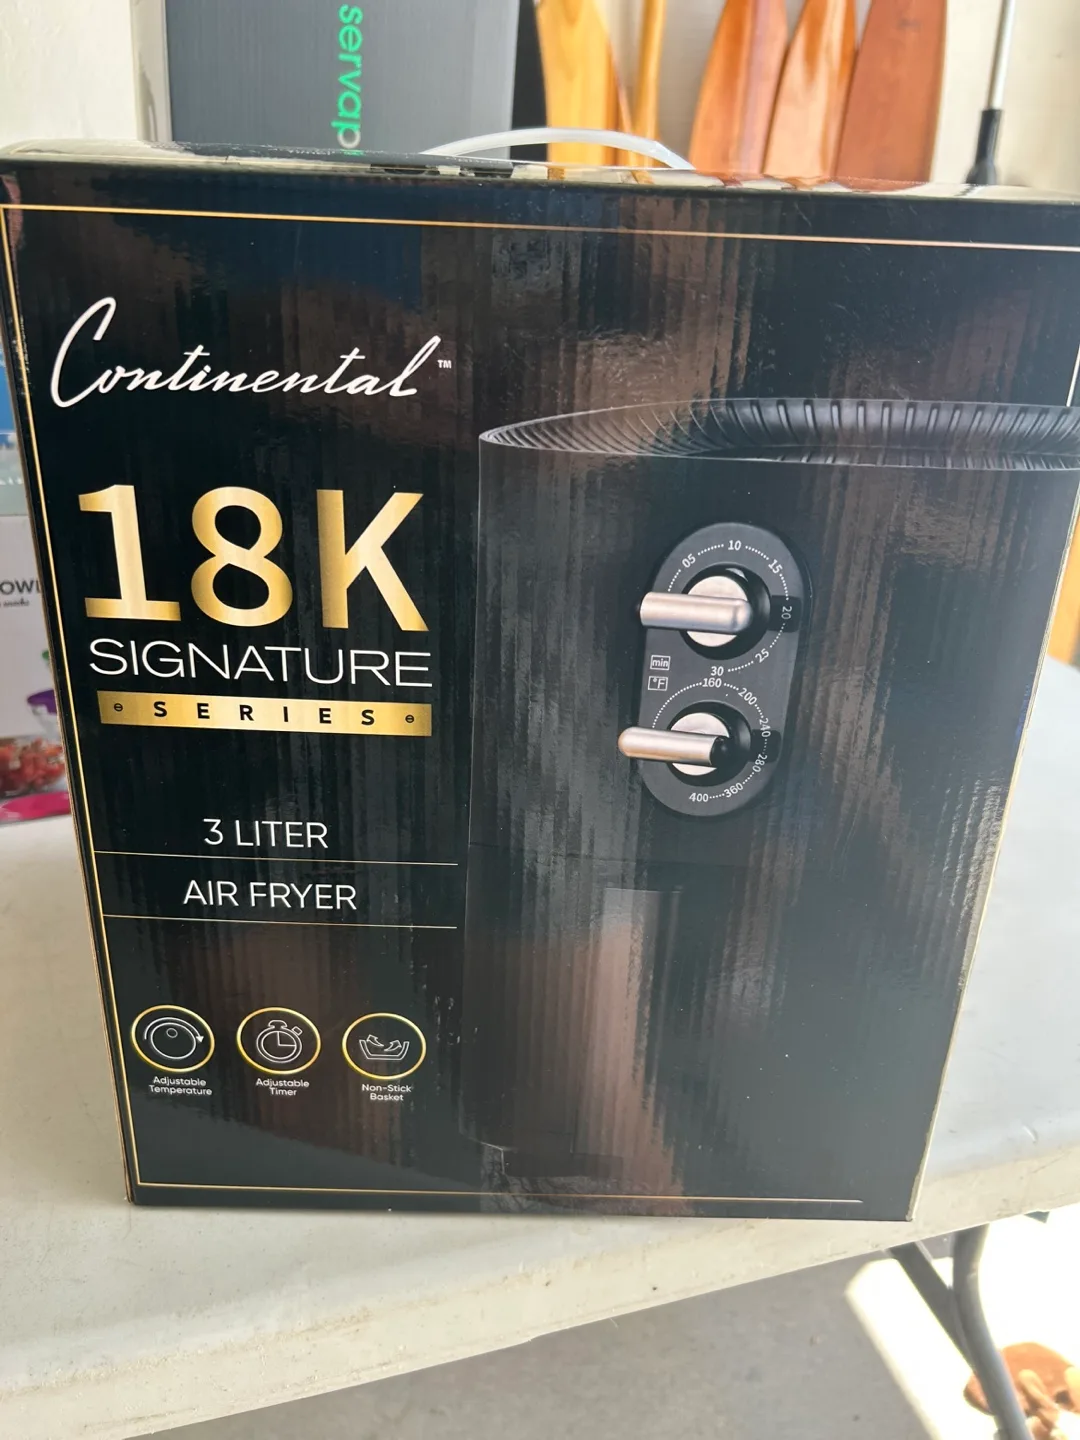 servap
Continental™
18K
SIGNATURE
SERIES
3 LITER
AIR FRYER
Adjustable
Temperature
Adjustable
Timer
Non-Stick
Basket
05 10 15 20 25 30
min
°F
160 200 240 280 360 400